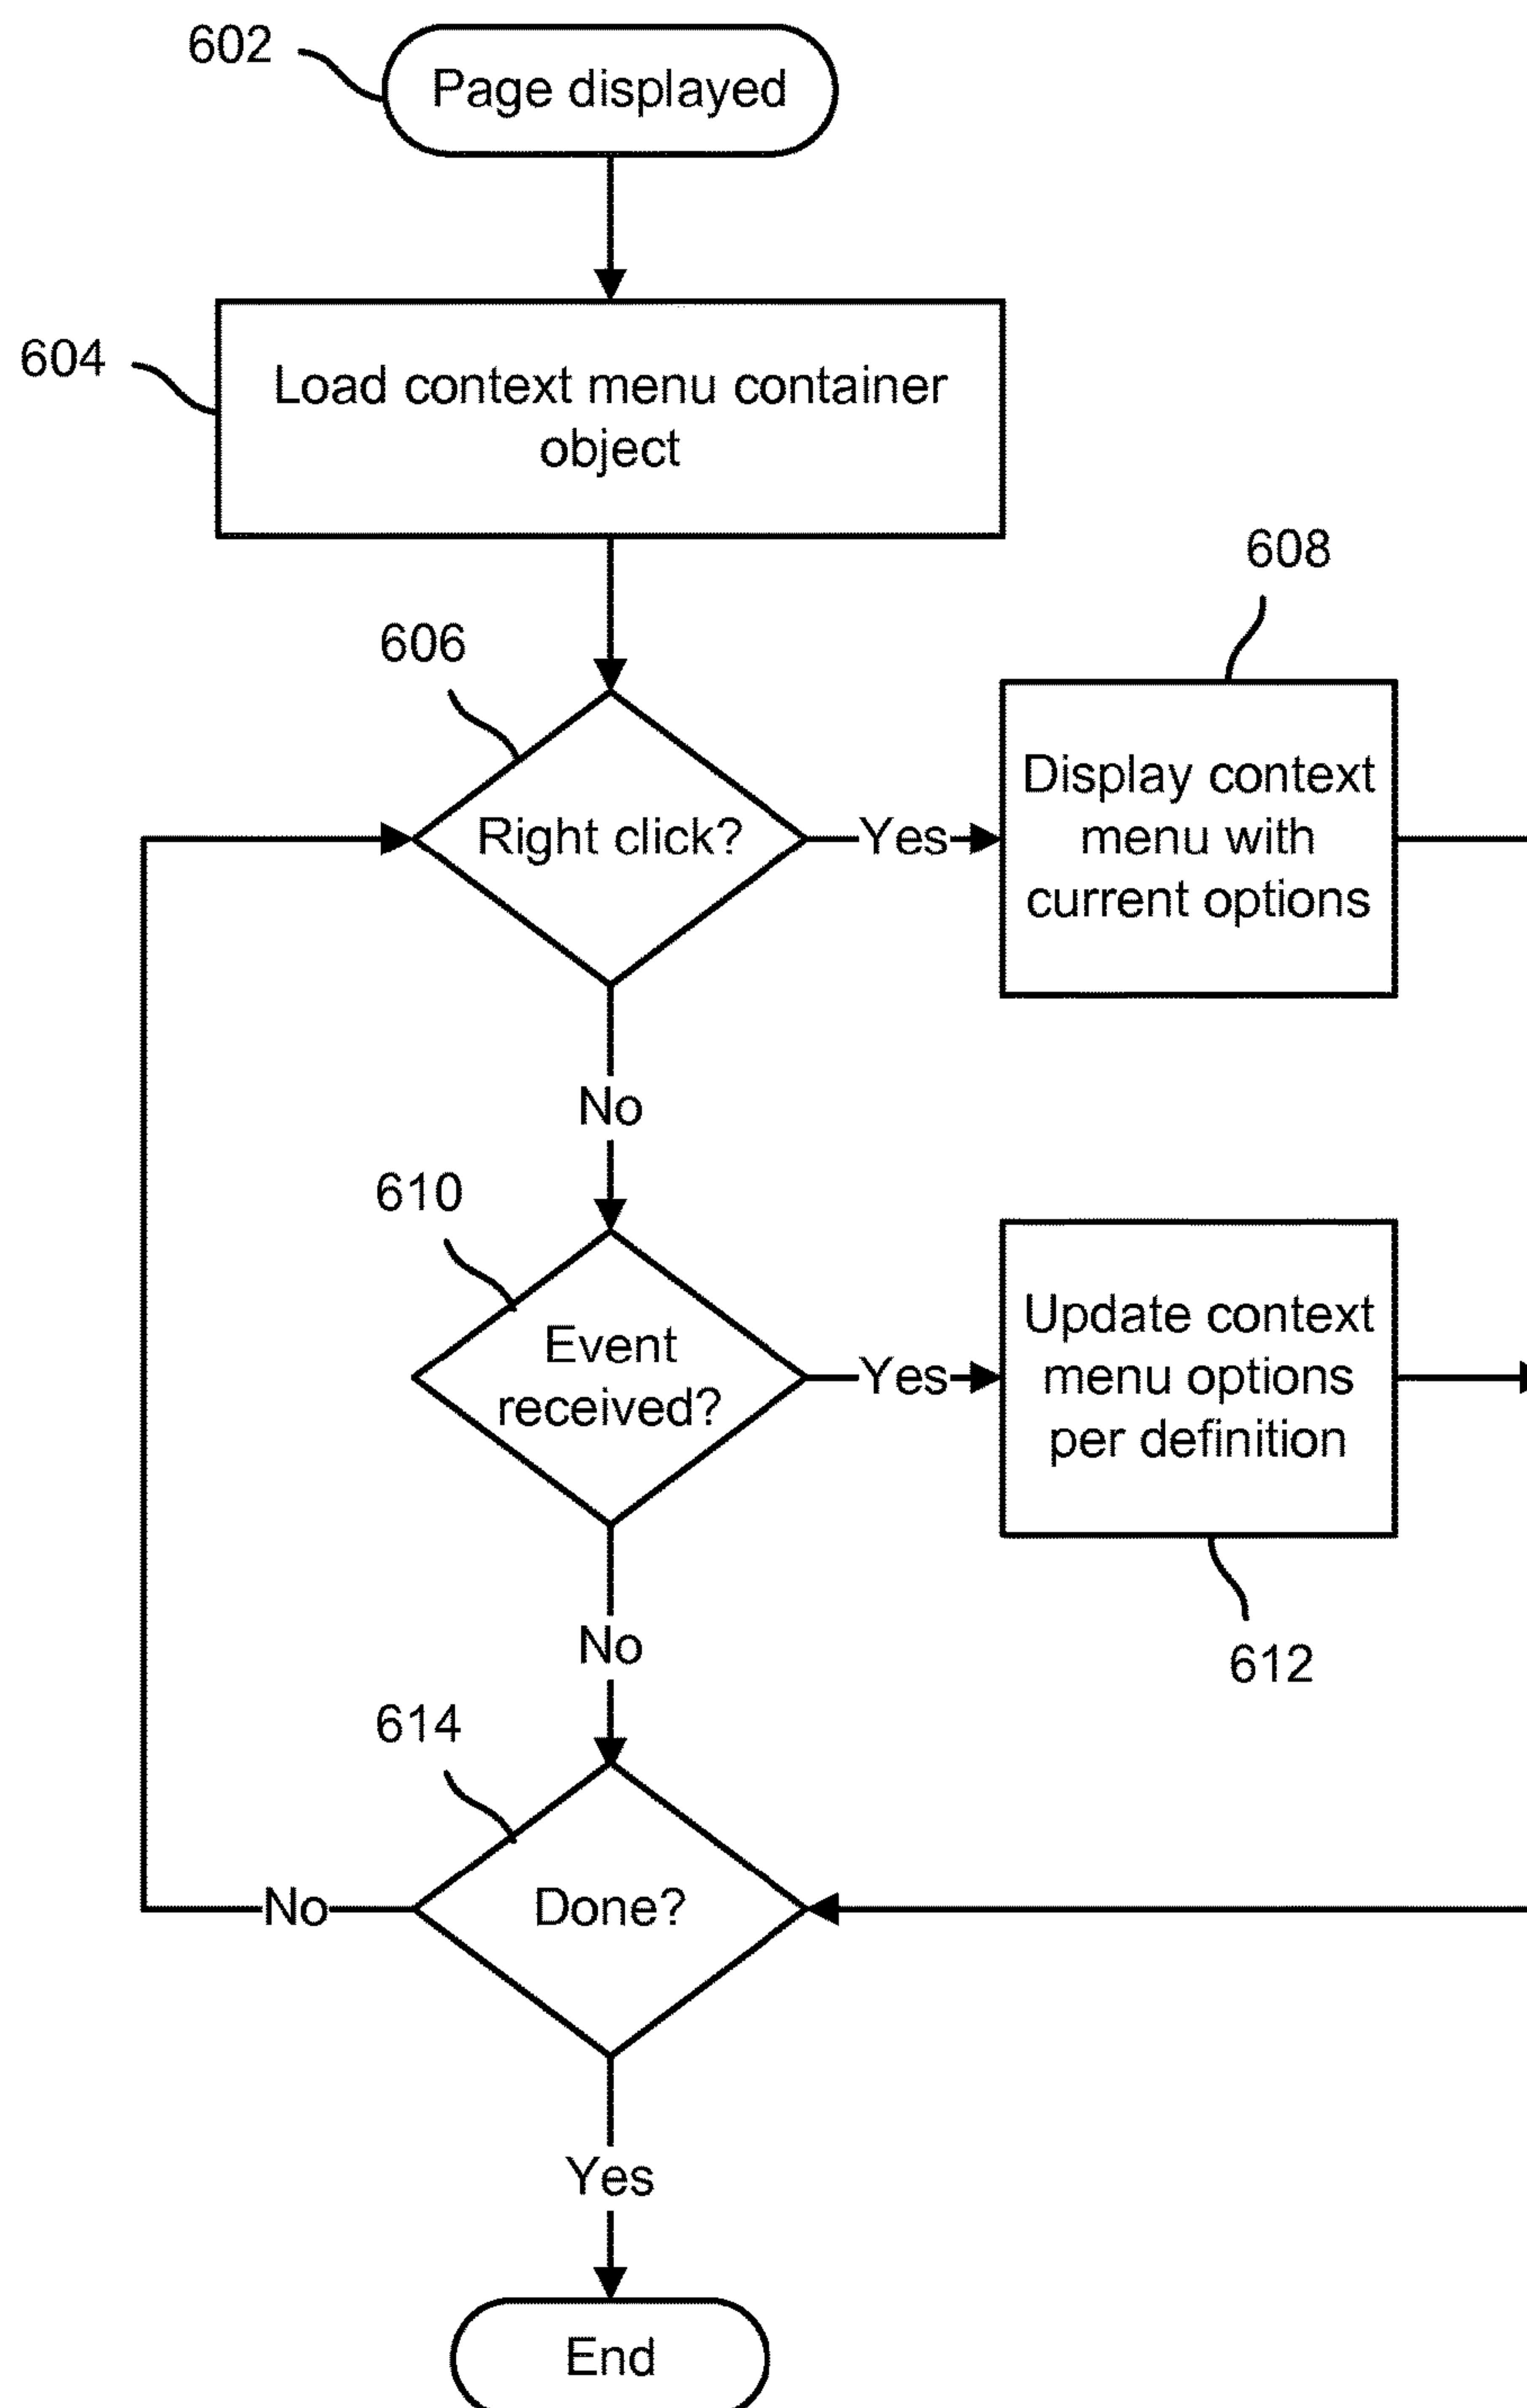 602
Page displayed
604
Load context menu container
object
608
606
Right click?
Yes
Display context
menu with
current options
No
610
Event
received?
Yes
Update context
menu options
per definition
No
612
614
Done?
No
Yes
End